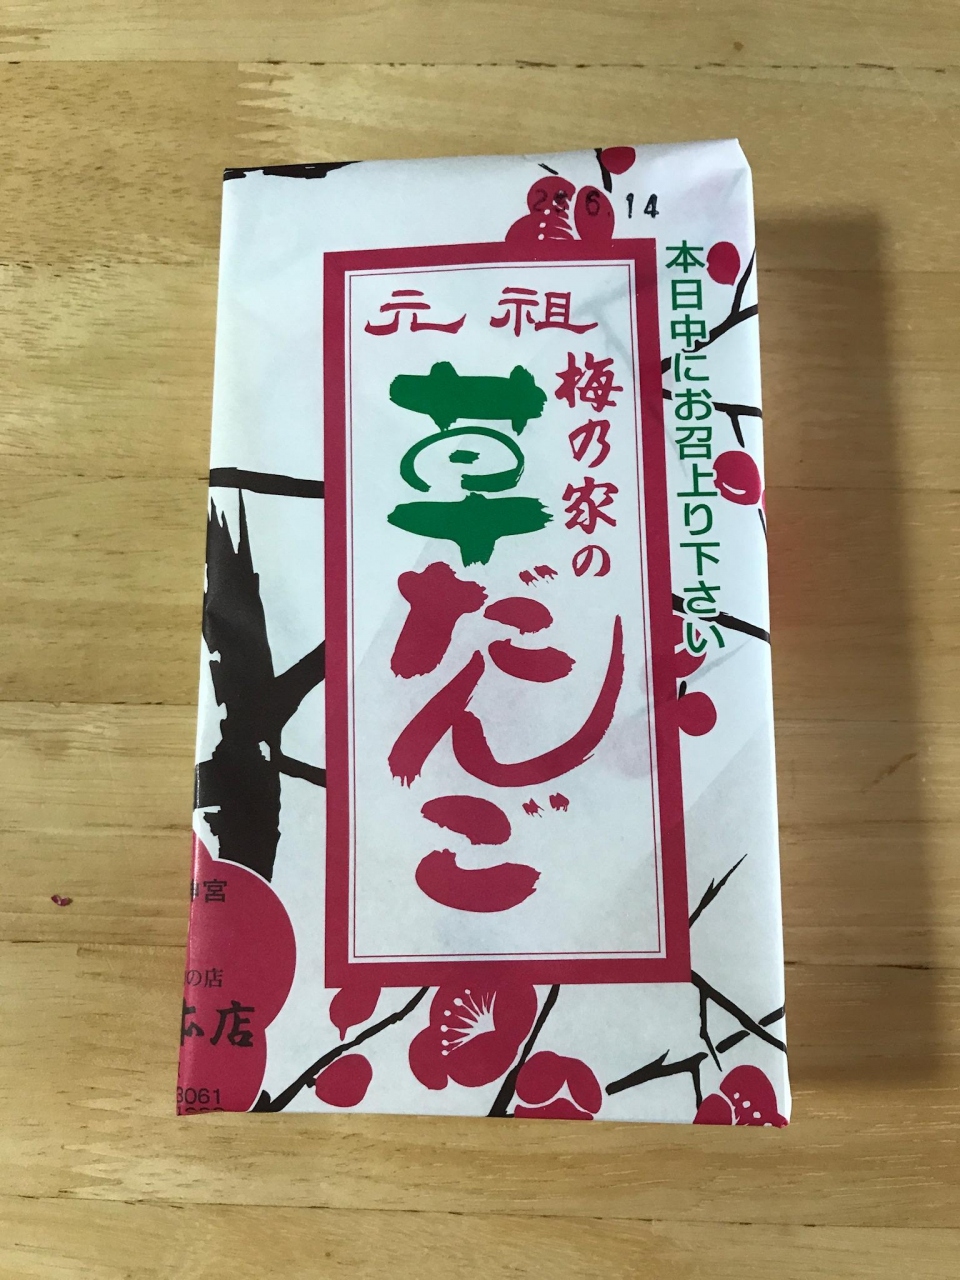 25.6.14
本日中にお召上り下さい
元祖
梅乃家の
草だんご
宮
の店
本店
3061